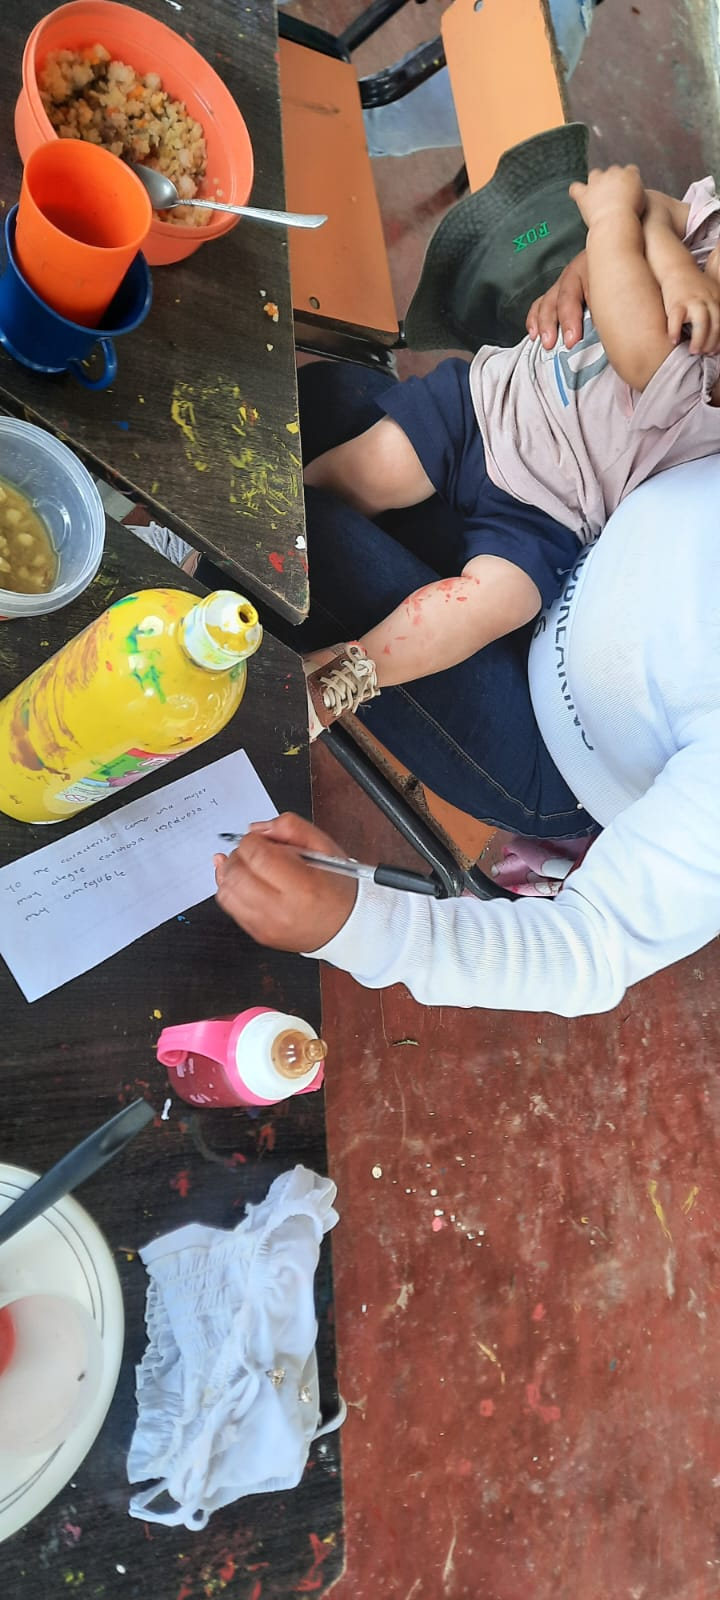 Yo me caracteriso como una mujer
muy alegre cariñosa respetuosa y
muy amigable
FOX